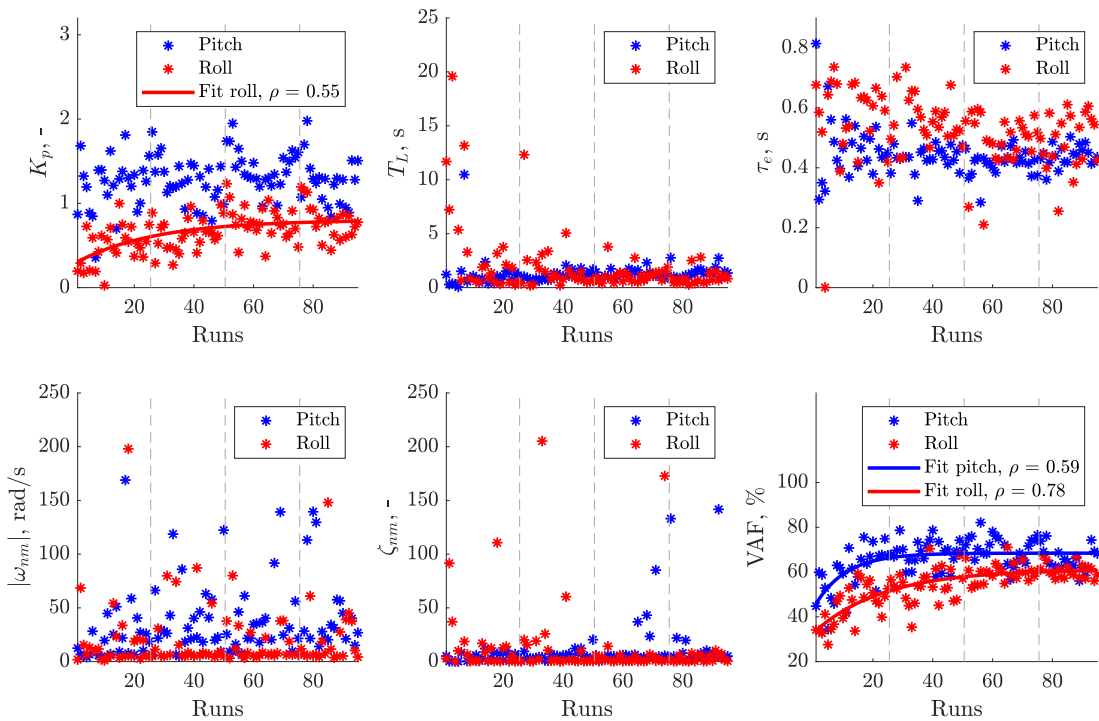 3
2
1
0
K_p, -
Pitch
Roll
Fit roll, ρ = 0.55
20 40 60 80
Runs
25
20
15
10
5
0
T_L, s
Pitch
Roll
20 40 60 80
Runs
0.8
0.6
0.4
0.2
0
τ_e, s
Pitch
Roll
20 40 60 80
Runs
250
200
150
100
50
0
|ω_nm|, rad/s
Pitch
Roll
20 40 60 80
Runs
250
200
150
100
50
0
ζ_nm, -
Pitch
Roll
20 40 60 80
Runs
100
80
60
40
20
VAF, %
Pitch
Roll
Fit pitch, ρ = 0.59
Fit roll, ρ = 0.78
20 40 60 80
Runs